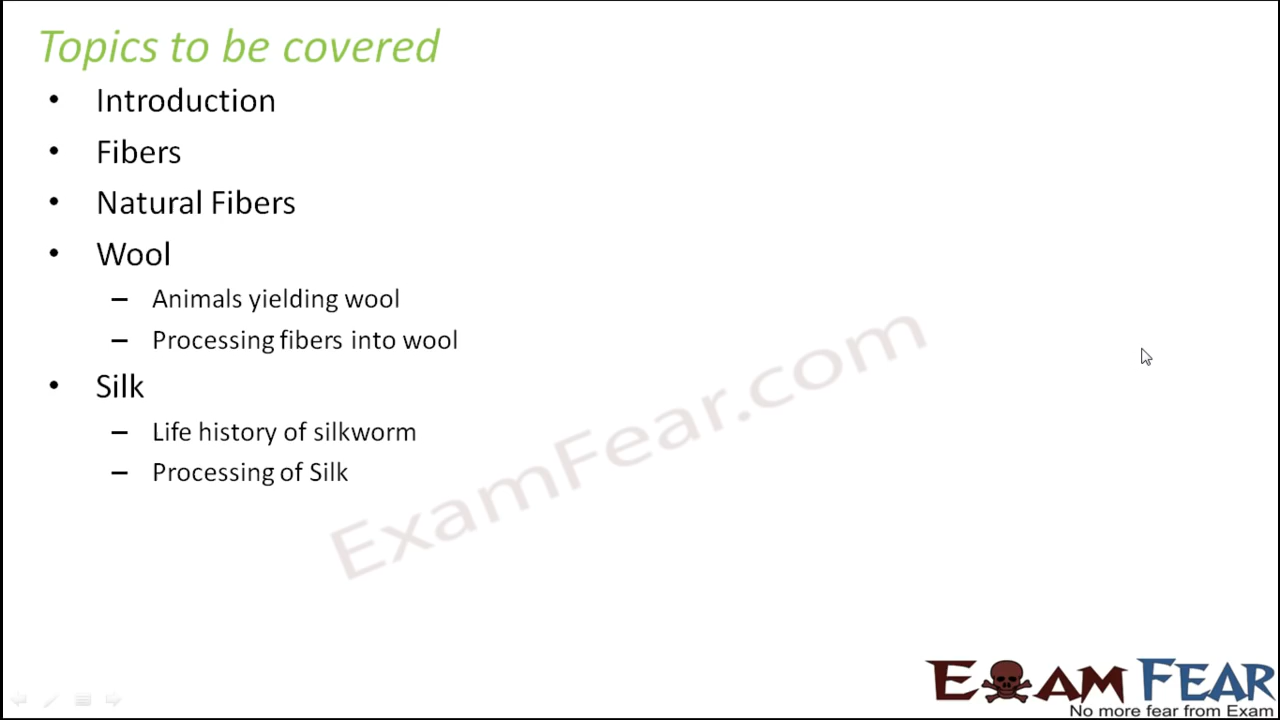 Topics to be covered
• Introduction
• Fibers
• Natural Fibers
• Wool
– Animals yielding wool
– Processing fibers into wool
• Silk
– Life history of silkworm
– Processing of Silk
ExamFear.com
EXAM FEAR
No more fear from Exam